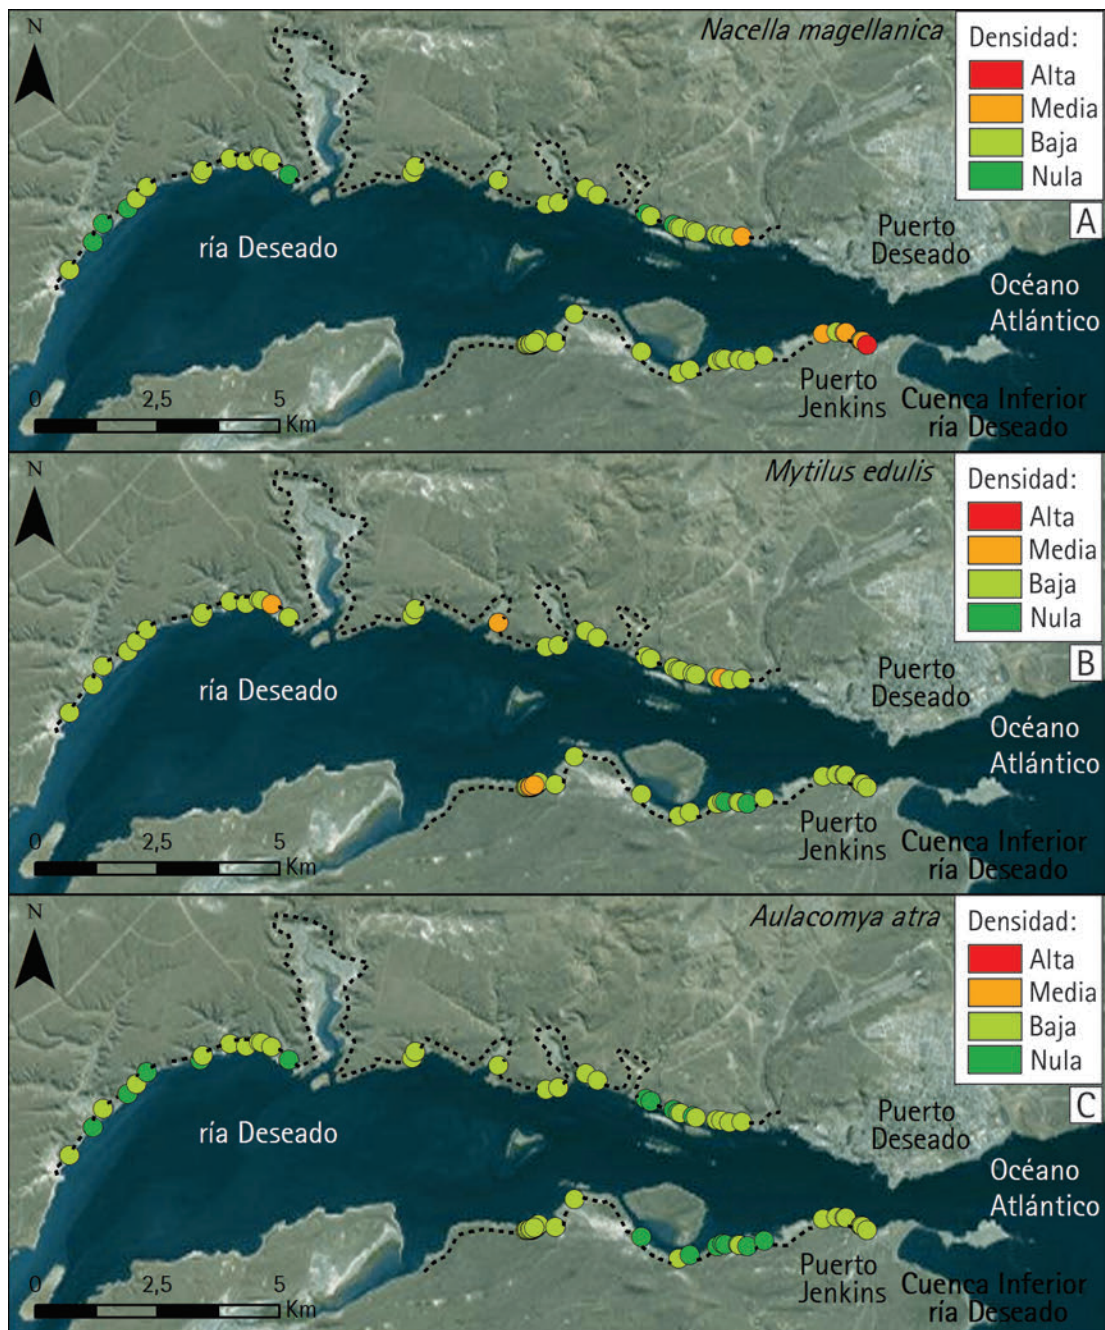 N
Nacella magellanica
Densidad:
Alta
Media
Baja
Nula
A
ría Deseado
Puerto
Deseado
Océano
Atlántico
Puerto
Jenkins
Cuenca Inferior
ría Deseado
0
2,5
5
Km
N
Mytilus edulis
Densidad:
Alta
Media
Baja
Nula
B
ría Deseado
Puerto
Deseado
Océano
Atlántico
Puerto
Jenkins
Cuenca Inferior
ría Deseado
0
2,5
5
Km
N
Aulacomya atra
Densidad:
Alta
Media
Baja
Nula
C
ría Deseado
Puerto
Deseado
Océano
Atlántico
Puerto
Jenkins
Cuenca Inferior
ría Deseado
0
2,5
5
Km